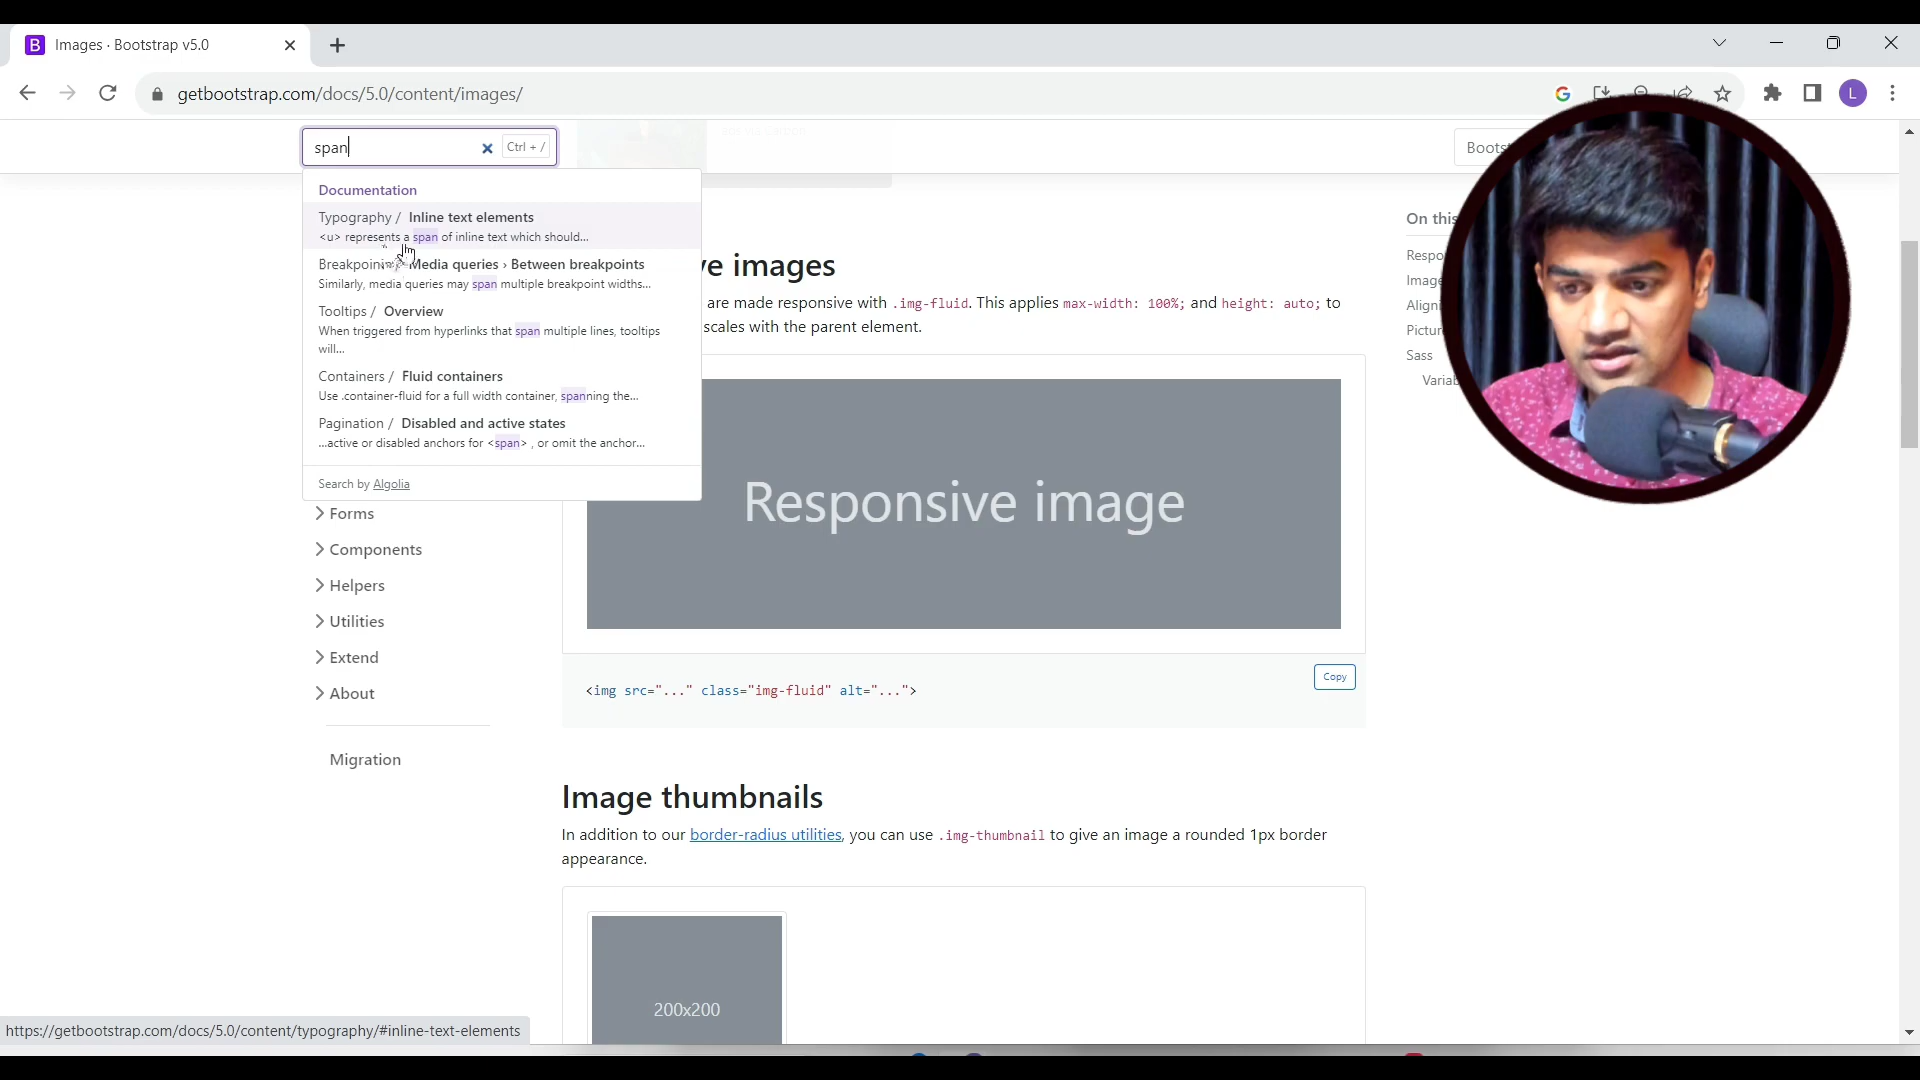 Images · Bootstrap v5.0
getbootstrap.com/docs/5.0/content/images/
L
span
Ctrl + /
Documentation
Typography / Inline text elements
<u> represents a span of inline text which should...
Media queries › Between breakpoints
Similarly, media queries may span multiple breakpoint widths...
Tooltips / Overview
When triggered from hyperlinks that span multiple lines, tooltips
will...
Containers / Fluid containers
Use .container-fluid for a full width container, spanning the...
Pagination / Disabled and active states
...active or disabled anchors for <span> , or omit the anchor...
Search by Algolia
Forms
Components
Helpers
Utilities
Extend
About
Migration
images
are made responsive with .img-fluid. This applies max-width: 100%; and height: auto; to
scales with the parent element.
Responsive image
<img src="..." class="img-fluid" alt="...">
Copy
Image thumbnails
In addition to our border-radius utilities, you can use .img-thumbnail to give an image a rounded 1px border
appearance.
200x200
On this
Sass
https://getbootstrap.com/docs/5.0/content/typography/#inline-text-elements